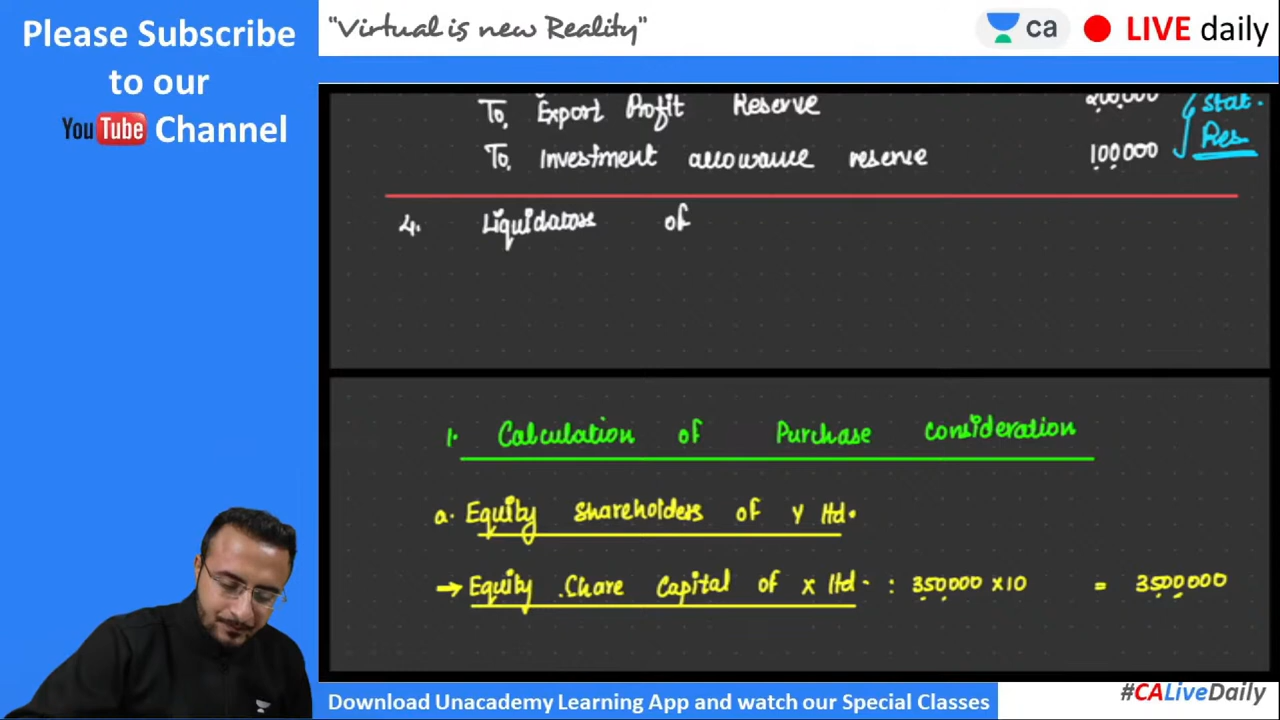 Please Subscribe
to our
YouTube Channel
"Virtual is new Reality"
ca
LIVE daily
To, Export Profit Reserve 200,000 Stat.
To, Investment allowance reserve 100000 Res.
4. Liquidator of
1. Calculation of Purchase consideration
a. Equity shareholders of Y ltd.
→ Equity Share Capital of X ltd - : 350000 × 10 = 3500000
Download Unacademy Learning App and watch our Special Classes
#CALiveDaily